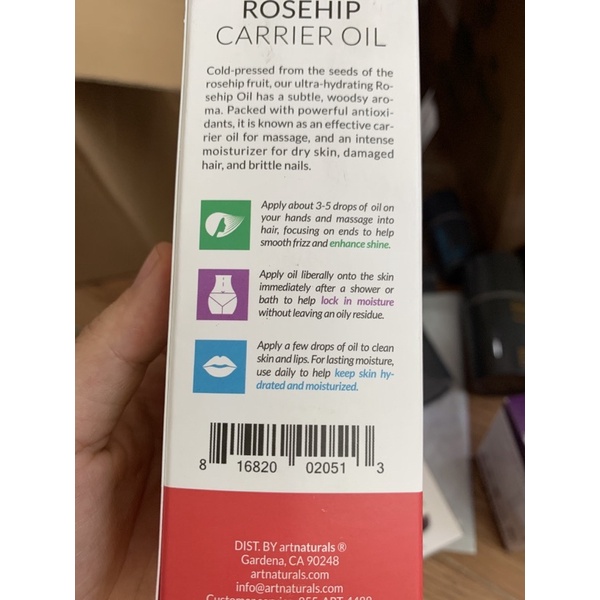 ROSEHIP
CARRIER OIL
Cold-pressed from the seeds of the
rosehip fruit, our ultra-hydrating Ro-
sehip Oil has a subtle, woodsy aro-
ma. Packed with powerful antioxi-
dants, it is known as an effective car-
rier oil for massage, and an intense
moisturizer for dry skin, damaged
hair, and brittle nails.
Apply about 3-5 drops of oil on
your hands and massage into
hair, focusing on ends to help
smooth frizz and enhance shine.
Apply oil liberally onto the skin
immediately after a shower or
bath to help lock in moisture
without leaving an oily residue.
Apply a few drops of oil to clean
skin and lips. For lasting moisture,
use daily to help keep skin hy-
drated and moisturized.
8 16820 02051 3
DIST. BY artnaturals ®
Gardena, CA 90248
artnaturals.com
info@artnaturals.com
Customer service: 855-ART-4488